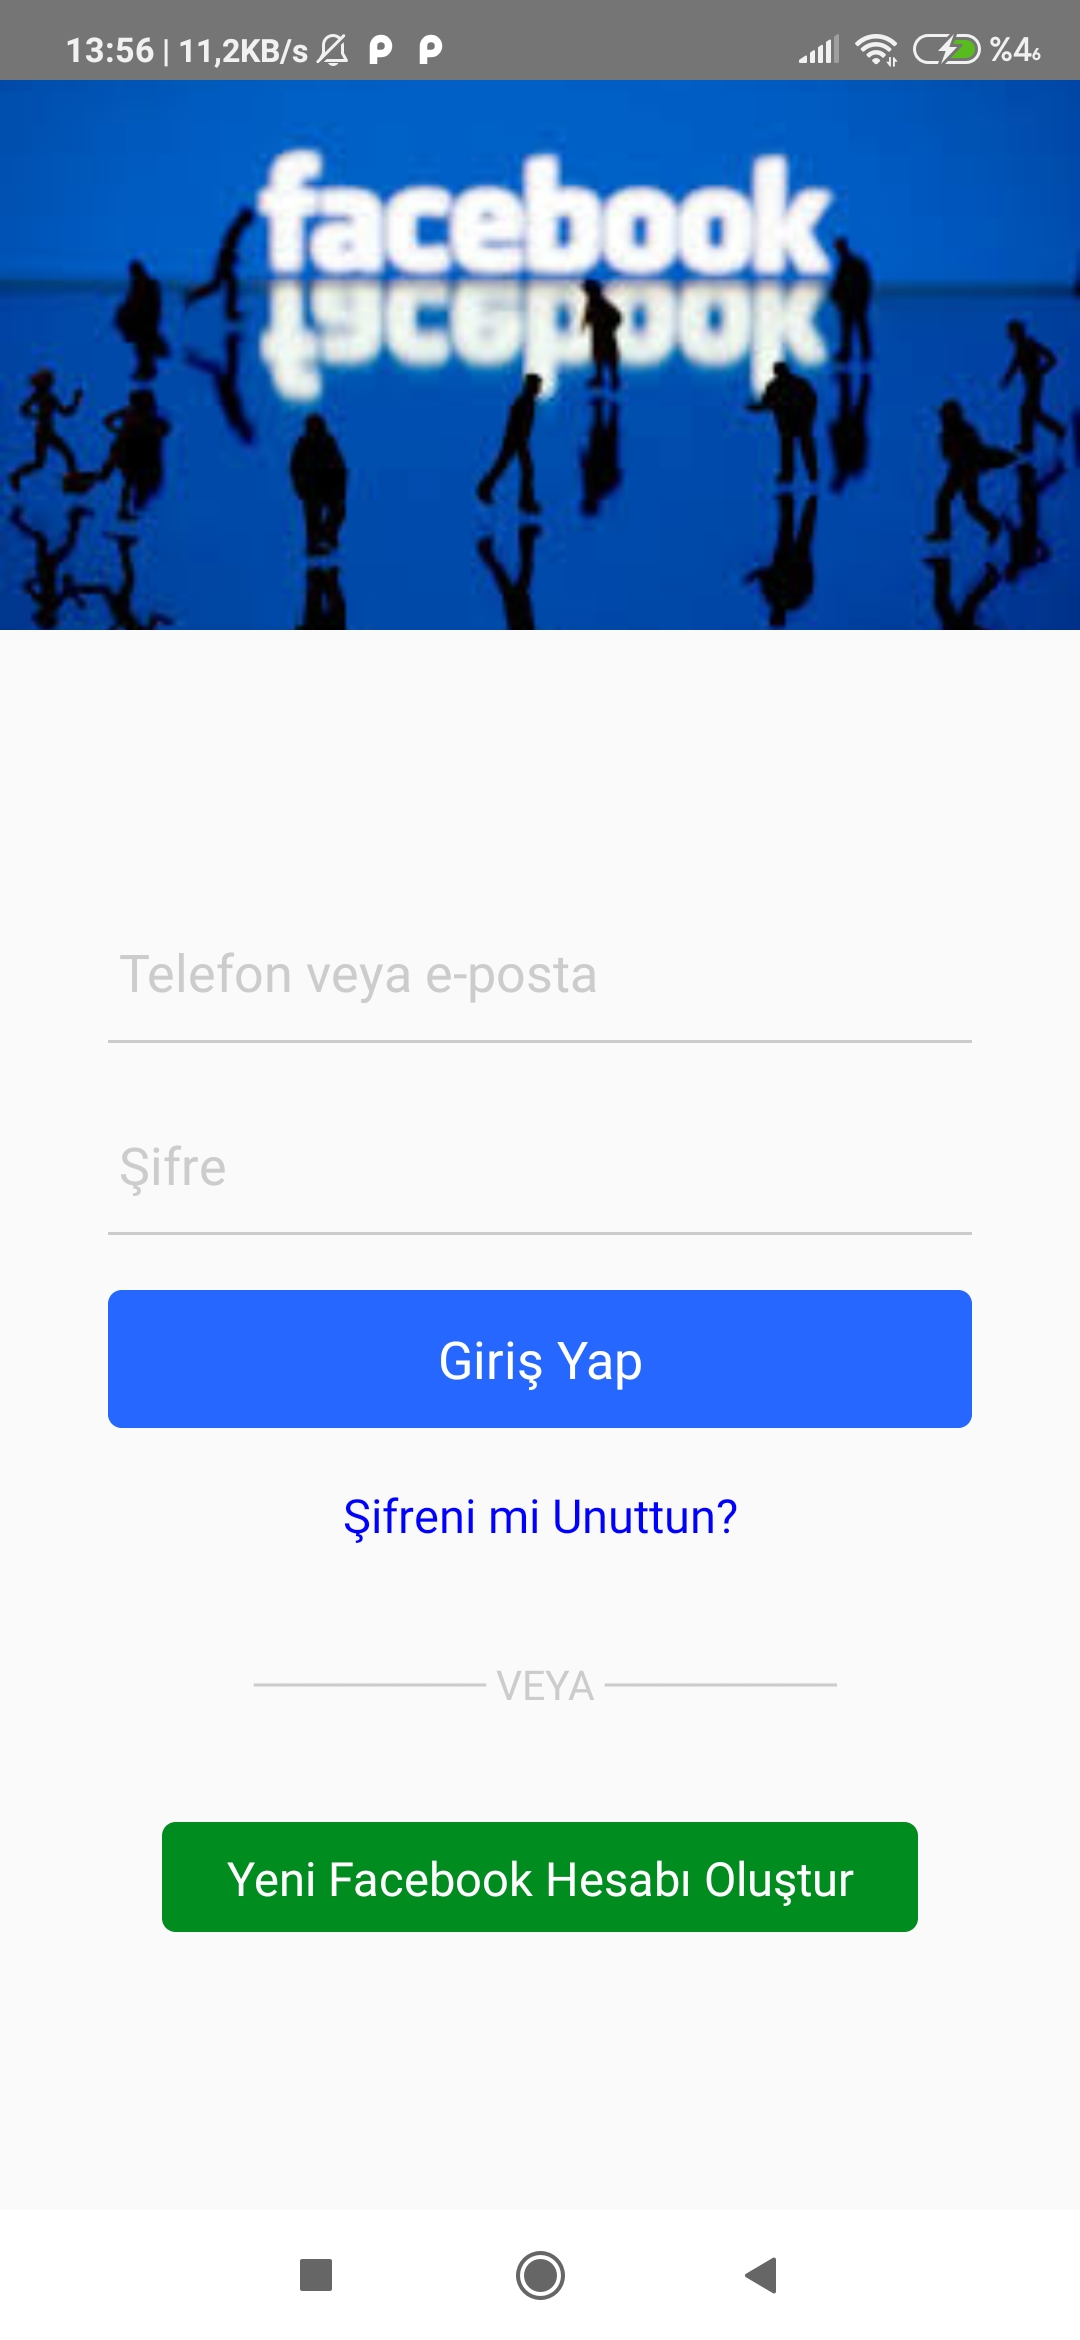 13:56 | 11,2KB/s
%46
facebook
Telefon veya e-posta
Şifre
Giriş Yap
Şifreni mi Unuttun?
VEYA
Yeni Facebook Hesabı Oluştur